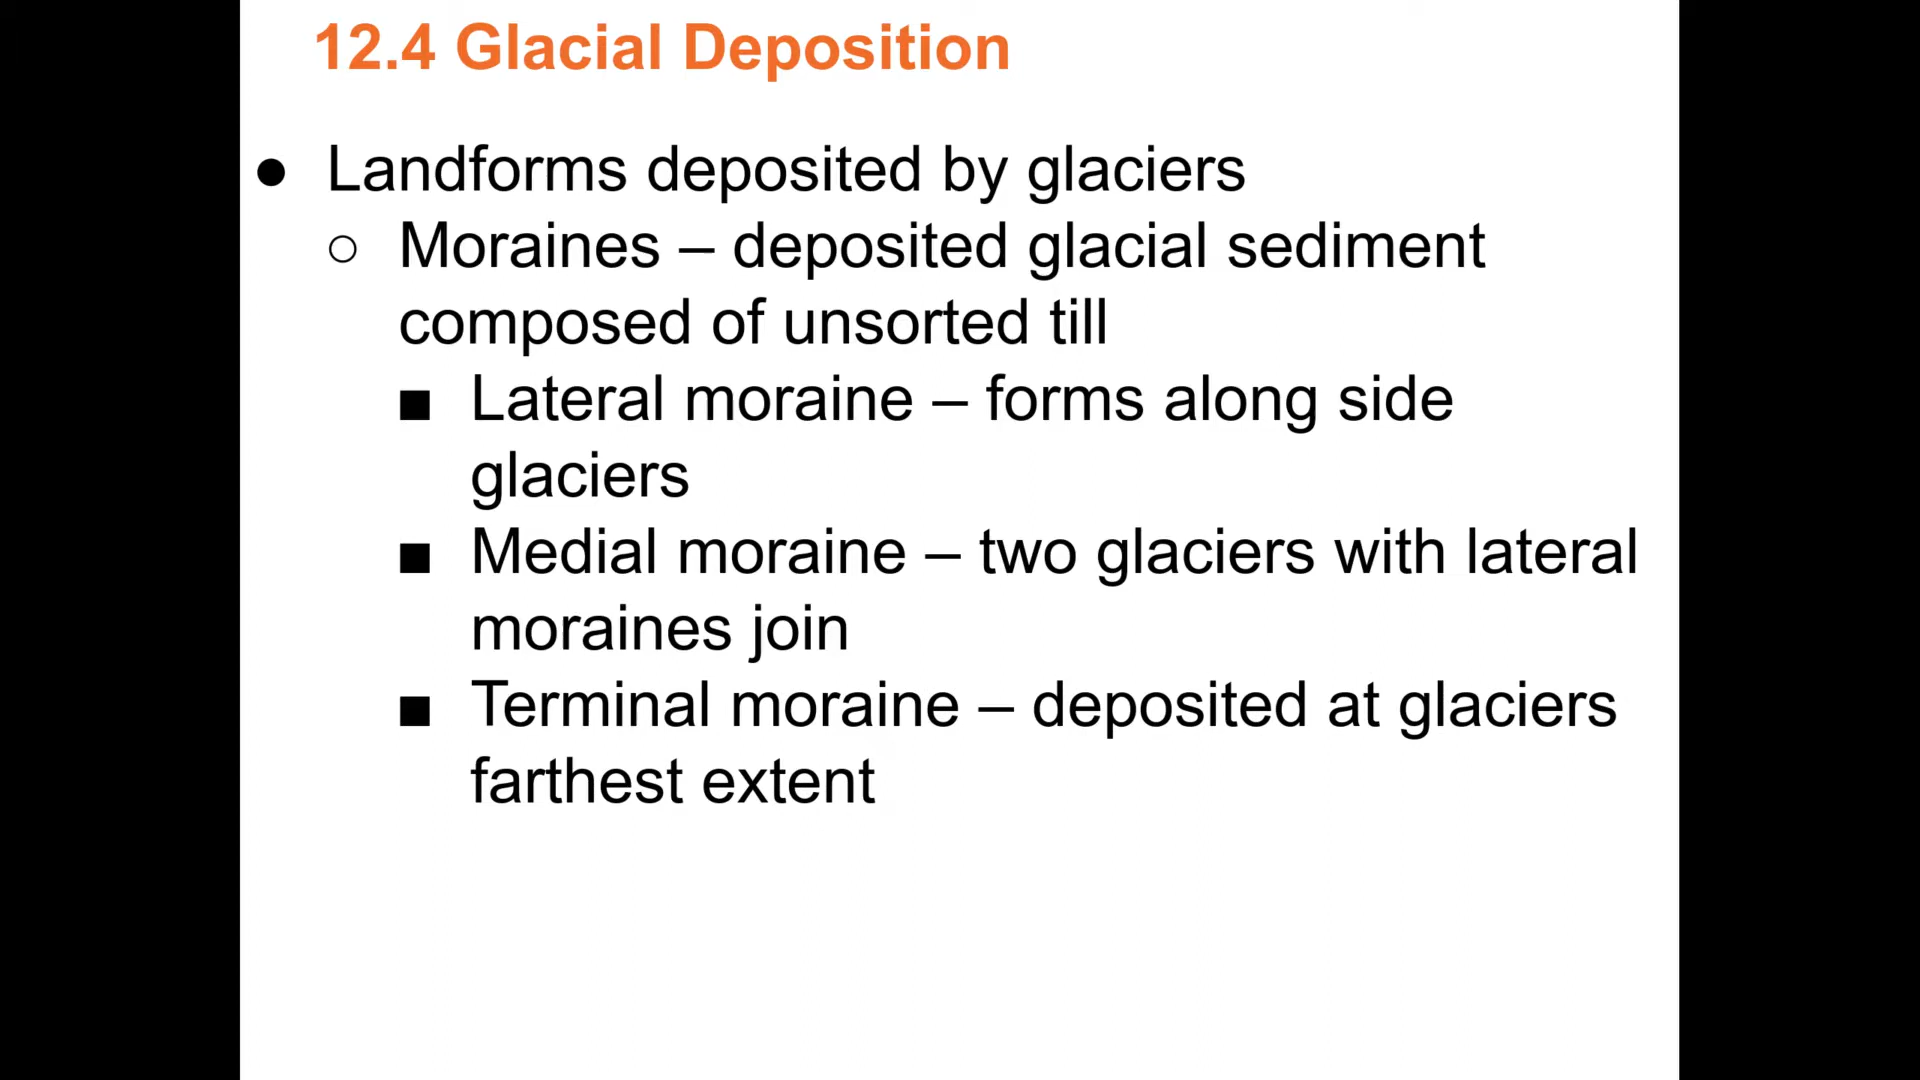 12.4 Glacial Deposition
● Landforms deposited by glaciers
○ Moraines – deposited glacial sediment
composed of unsorted till
■ Lateral moraine – forms along side
glaciers
■ Medial moraine – two glaciers with lateral
moraines join
■ Terminal moraine – deposited at glaciers
farthest extent